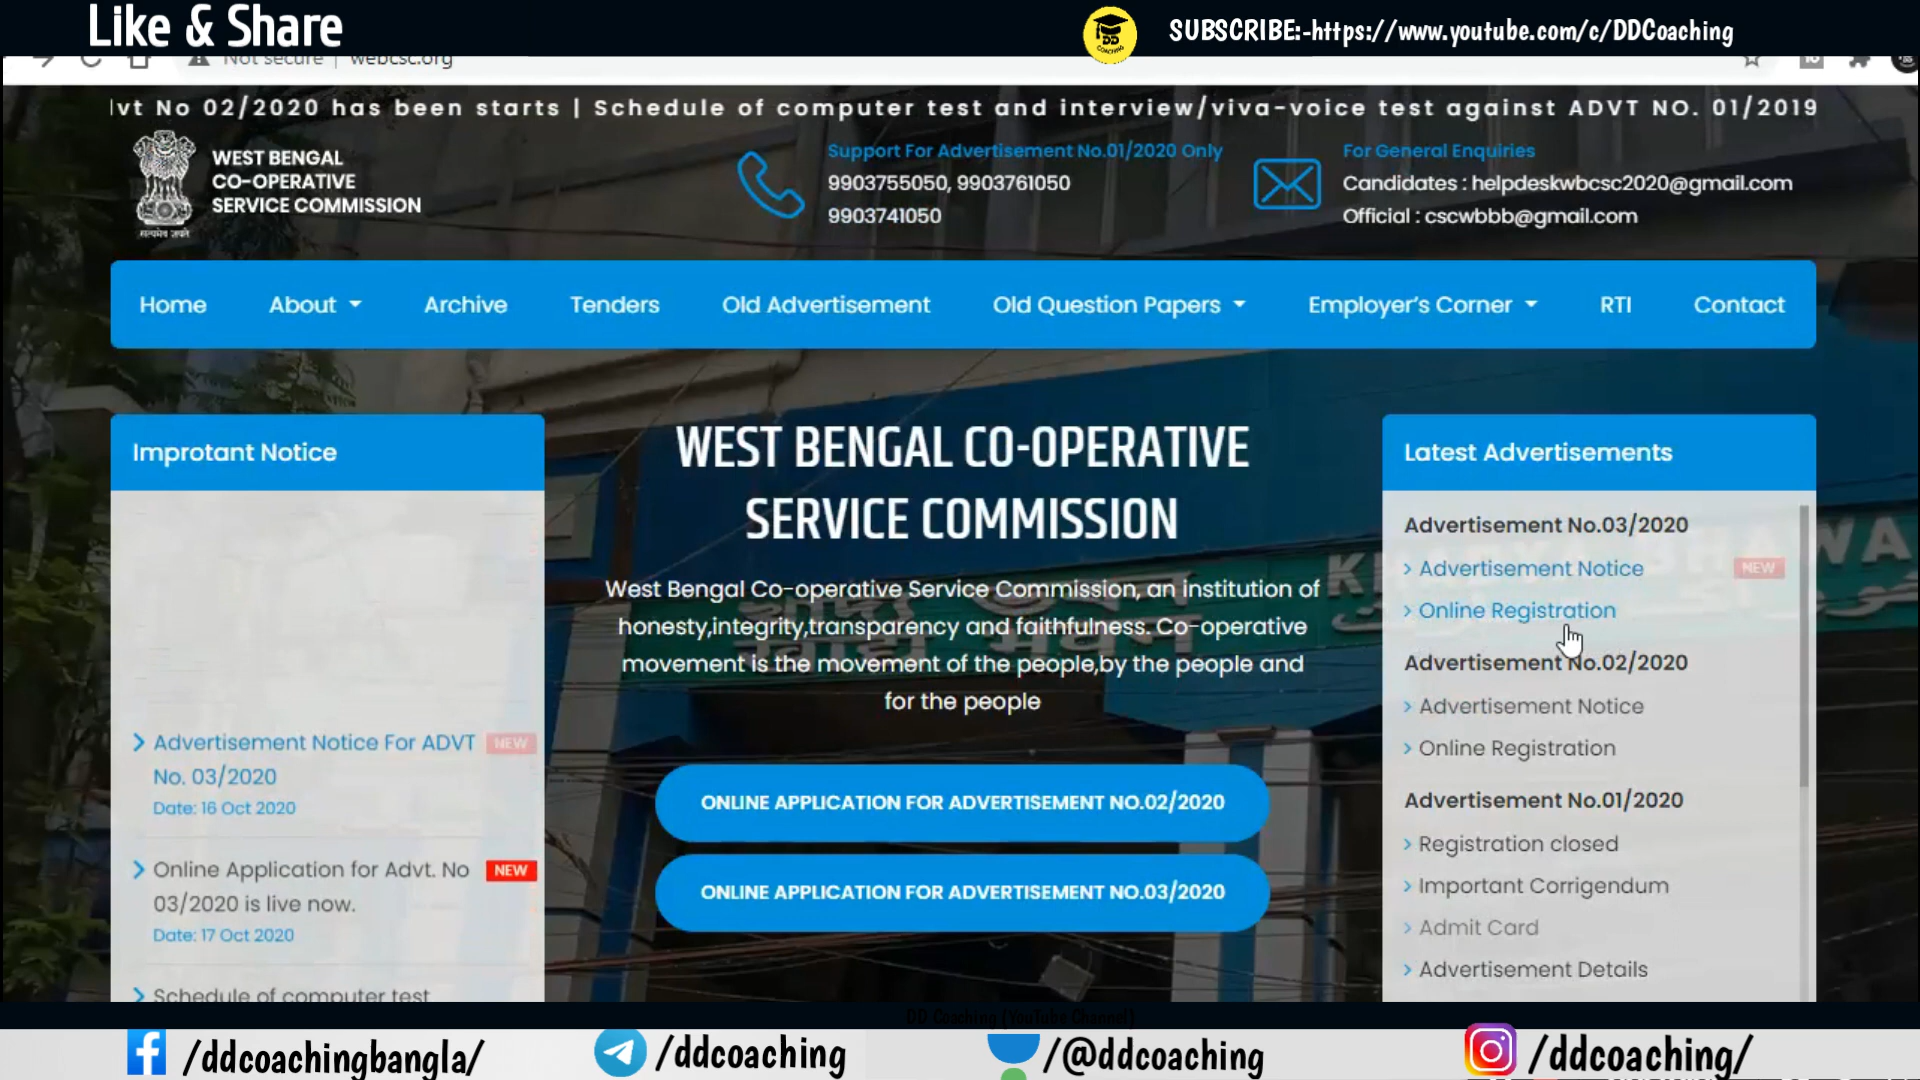 Like & Share
DD
COACHING
SUBSCRIBE:-https://www.youtube.com/c/DDCoaching
Not secure | webcsc.org
lvt No 02/2020 has been starts | Schedule of computer test and interview/viva-voice test against ADVT NO. 01/2019
सत्यमेव जयते
WEST BENGAL
CO-OPERATIVE
SERVICE COMMISSION
Support For Advertisement No.01/2020 Only
9903755050, 9903761050
9903741050
For General Enquiries
Candidates : helpdeskwbcsc2020@gmail.com
Official : cscwbbb@gmail.com
Home About Archive Tenders Old Advertisement Old Question Papers Employer's Corner RTI Contact
Improtant Notice
Advertisement Notice For ADVT NEW
No. 03/2020
Date: 16 Oct 2020
Online Application for Advt. No NEW
03/2020 is live now.
Date: 17 Oct 2020
Schedule of computer test
WEST BENGAL CO-OPERATIVE
SERVICE COMMISSION
West Bengal Co-operative Service Commission, an institution of
honesty,integrity,transparency and faithfulness. Co-operative
movement is the movement of the people,by the people and
for the people
ONLINE APPLICATION FOR ADVERTISEMENT NO.02/2020
ONLINE APPLICATION FOR ADVERTISEMENT NO.03/2020
Latest Advertisements
Advertisement No.03/2020
Advertisement Notice NEW
Online Registration
Advertisement No.02/2020
Advertisement Notice
Online Registration
Advertisement No.01/2020
Registration closed
Important Corrigendum
Admit Card
Advertisement Details
DD Coaching (YouTube Channel)
/ddcoachingbangla/
/ddcoaching
/@ddcoaching
/ddcoaching/